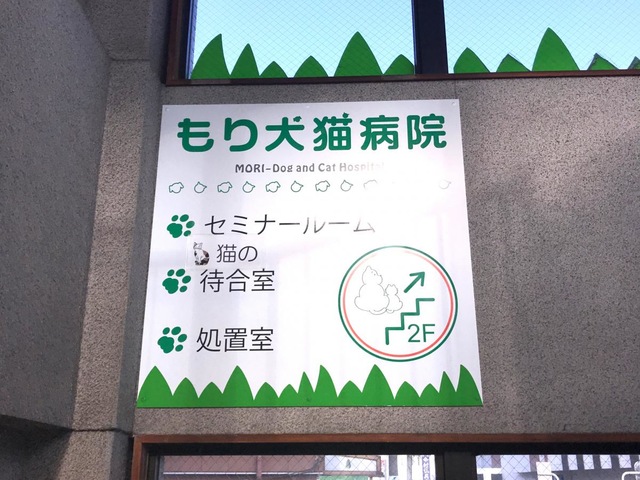 もり犬猫病院
MORI-Dog and Cat Hospital
セミナールーム
猫の
待合室
処置室
2F